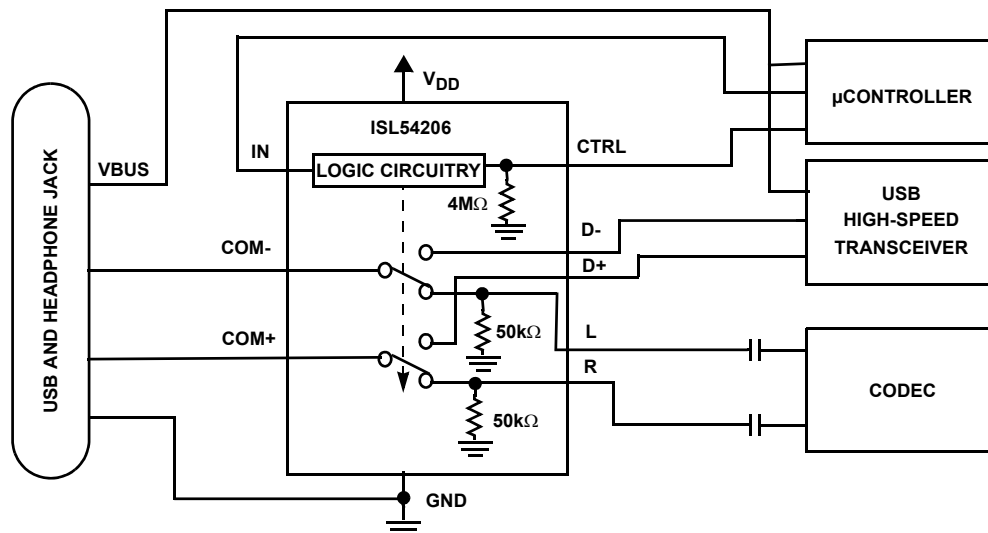 USB AND HEADPHONE JACK
VBUS
COM-
COM+
IN
VDD
ISL54206
LOGIC CIRCUITRY
4MΩ
50kΩ
50kΩ
GND
CTRL
D-
D+
L
R
µCONTROLLER
USB
HIGH-SPEED
TRANSCEIVER
CODEC